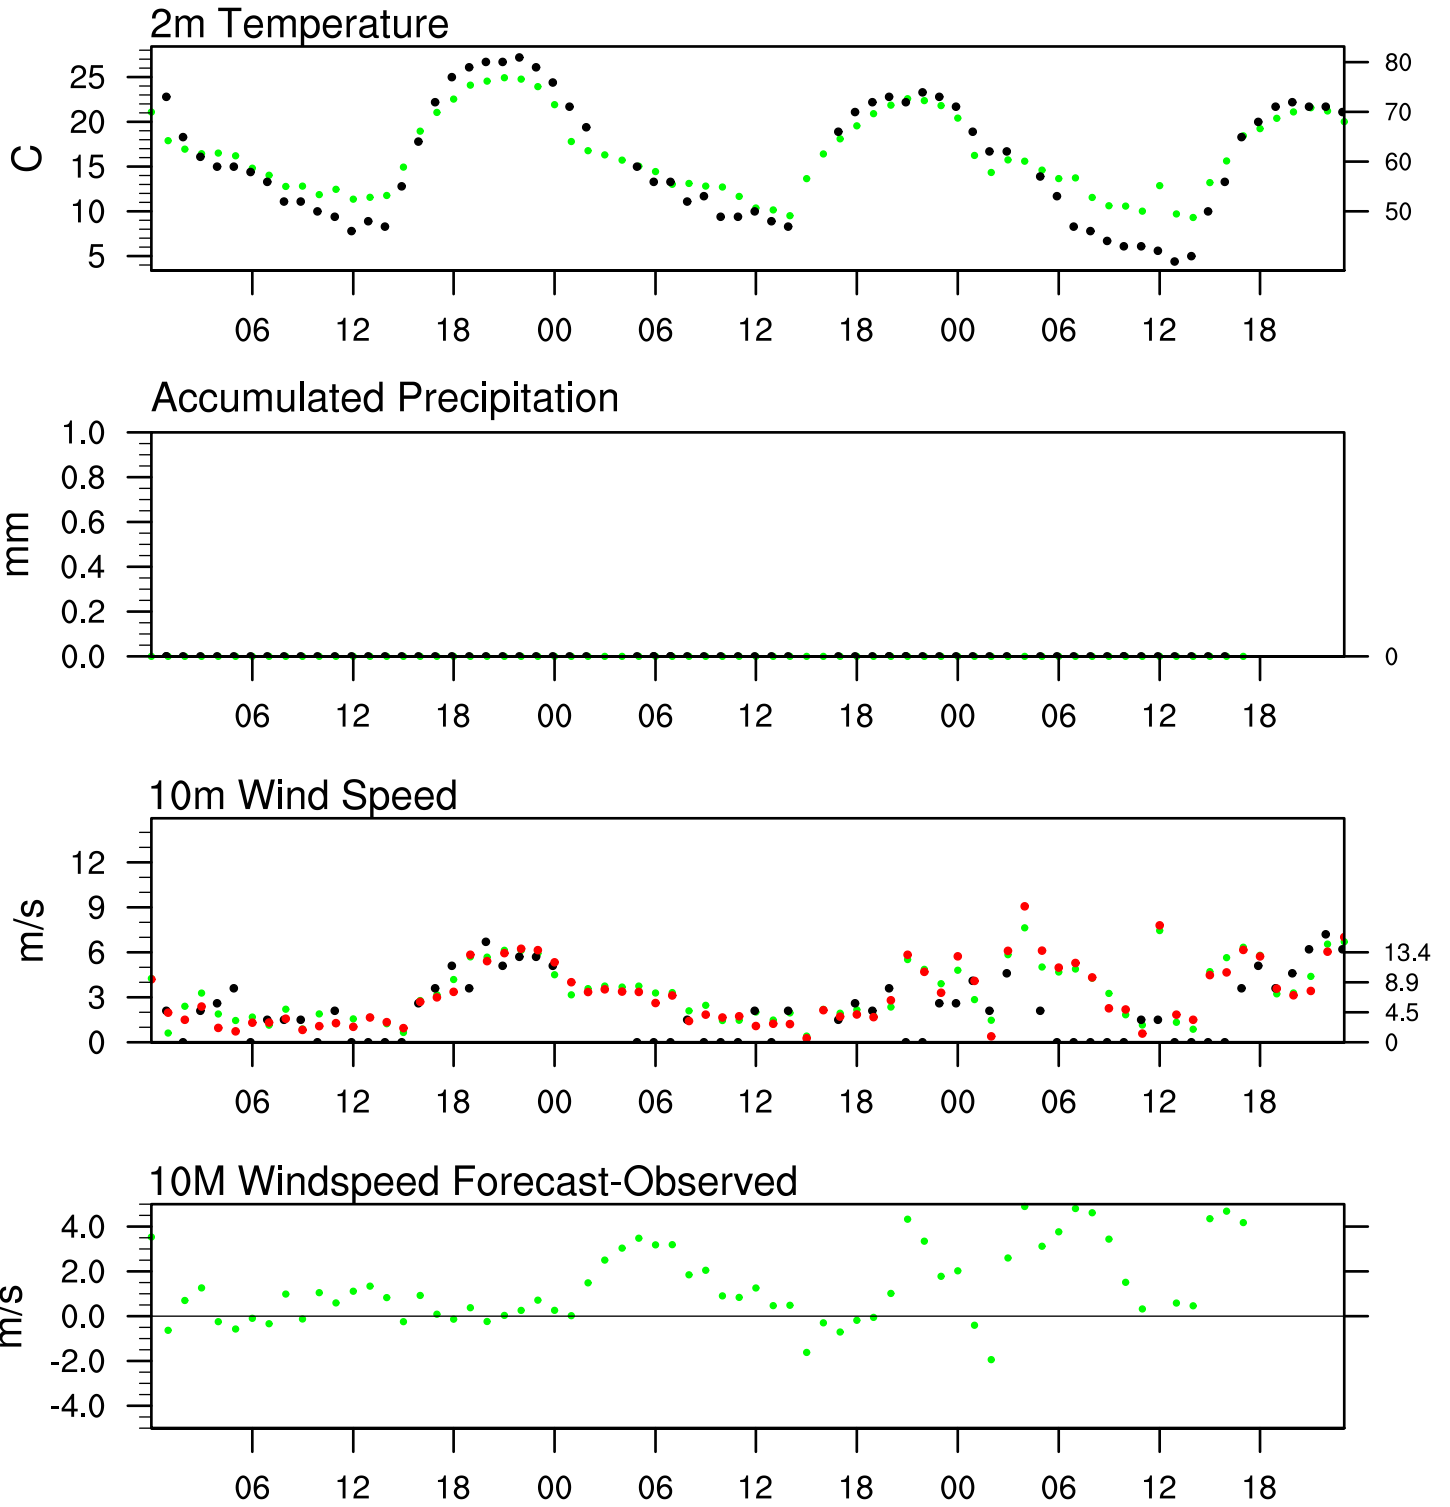 2m Temperature
25
20
15
10
5
C
80
70
60
50
06 12 18 00 06 12 18 00 06 12 18
Accumulated Precipitation
1.0
0.8
0.6
0.4
0.2
0.0
mm
0
06 12 18 00 06 12 18 00 06 12 18
10m Wind Speed
12
9
6
3
0
m/s
13.4
8.9
4.5
0
06 12 18 00 06 12 18 00 06 12 18
10M Windspeed Forecast-Observed
4.0
2.0
0.0
-2.0
-4.0
m/s
06 12 18 00 06 12 18 00 06 12 18